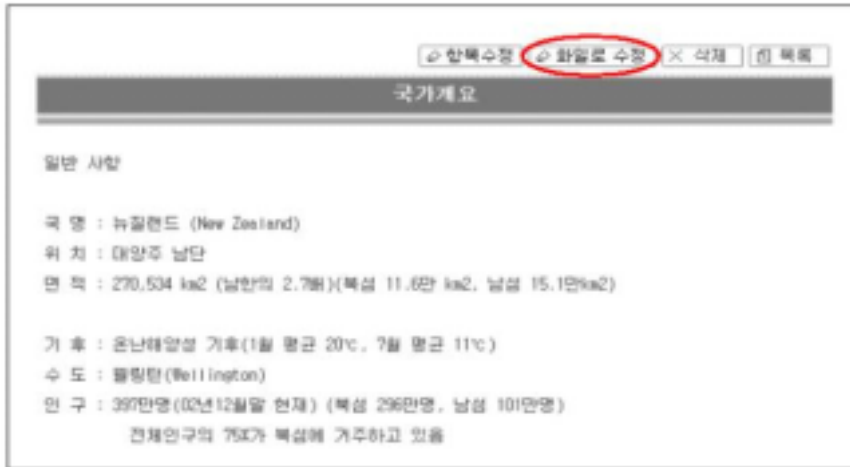 항목수정 화일로 수정 삭제 목록
국가개요
일반 사항
국 명 : 뉴질랜드 (New Zealand)
위 치 : 대양주 남단
면 적 : 270,534 km2 (남한의 2.7배)(북섬 11.6만 km2, 남섬 15.1만km2)
기 후 : 온난해양성 기후(1월 평균 20℃, 7월 평균 11℃)
수 도 : 웰링턴(Wellington)
인 구 : 397만명(02년12월말 현재) (북섬 296만명, 남섬 101만명)
전체인구의 75%가 북섬에 거주하고 있음